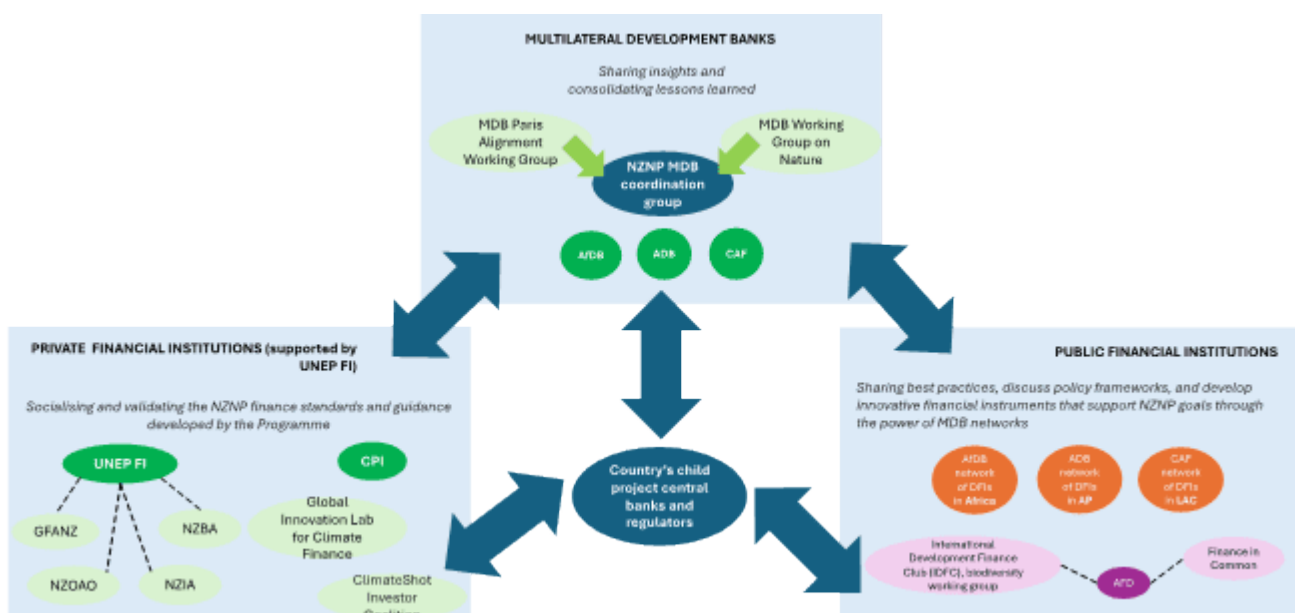 MULTILATERAL DEVELOPMENT BANKS
Sharing insights and
consolidating lessons learned
MDB Paris
Alignment
Working Group
MDB Working
Group on
Nature
NZNP MDB
coordination
group
AfDB
ADB
CAF
PRIVATE FINANCIAL INSTITUTIONS (supported by
UNEP FI)
Socialising and validating the NZNP finance standards and guidance
developed by the Programme
UNEP FI
CPI
GFANZ
NZBA
NZOAO
NZIA
Global
Innovation Lab
for Climate
Finance
ClimateShot
Investor
Country's child
project central
banks and
regulators
PUBLIC FINANCIAL INSTITUTIONS
Sharing best practices, discuss policy frameworks, and develop
innovative financial instruments that support NZNP goals through
the power of MDB networks
AfDB
network
of DFIs
in Africa
ADB
network
of DFIs
in AP
CAF
network
of DFIs
in LAC
International
Development Finance
Club (IDFC), biodiversity
working group
AFD
Finance in
Common